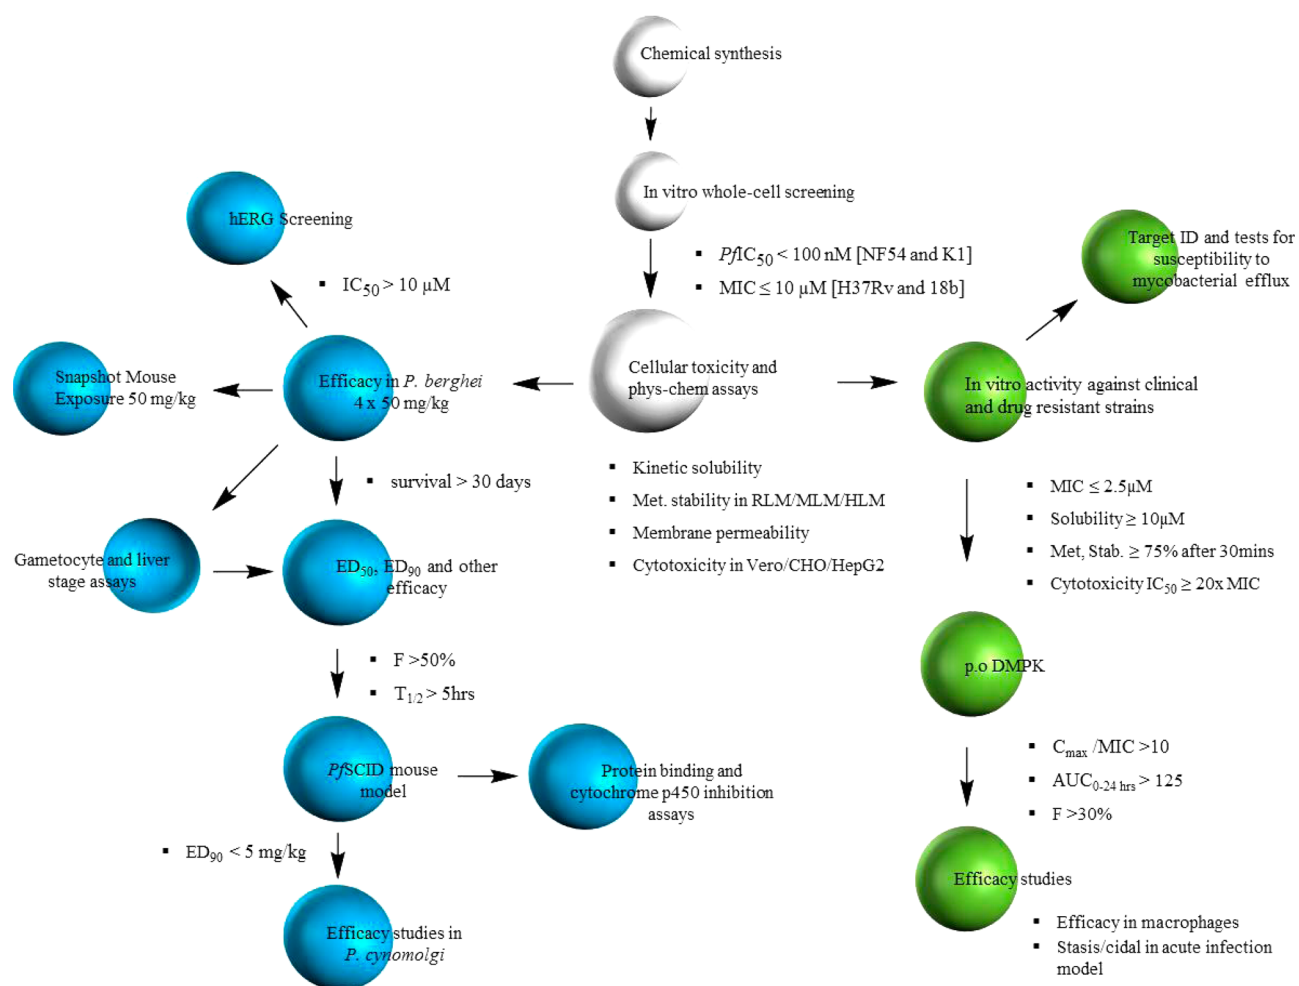 Chemical synthesis
In vitro whole-cell screening
▪ PfIC50 < 100 nM [NF54 and K1]
▪ MIC ≤ 10 µM [H37Rv and 18b]
Cellular toxicity and
phys-chem assays
▪ Kinetic solubility
▪ Met. stability in RLM/MLM/HLM
▪ Membrane permeability
▪ Cytotoxicity in Vero/CHO/HepG2
hERG Screening
▪ IC50 > 10 µM
Snapshot Mouse
Exposure 50 mg/kg
Efficacy in P. berghei
4 x 50 mg/kg
▪ survival > 30 days
Gametocyte and liver
stage assays
ED50, ED90 and other
efficacy
▪ F >50%
▪ T1/2 > 5hrs
PfSCID mouse
model
Protein binding and
cytochrome p450 inhibition
assays
▪ ED90 < 5 mg/kg
Efficacy studies in
P. cynomolgi
Target ID and tests for
susceptibility to
mycobacterial efflux
In vitro activity against clinical
and drug resistant strains
▪ MIC ≤ 2.5µM
▪ Solubility ≥ 10µM
▪ Met, Stab. ≥ 75% after 30mins
▪ Cytotoxicity IC50 ≥ 20x MIC
p.o DMPK
▪ Cmax /MIC >10
▪ AUC0-24 hrs > 125
▪ F >30%
Efficacy studies
▪ Efficacy in macrophages
▪ Stasis/cidal in acute infection
model